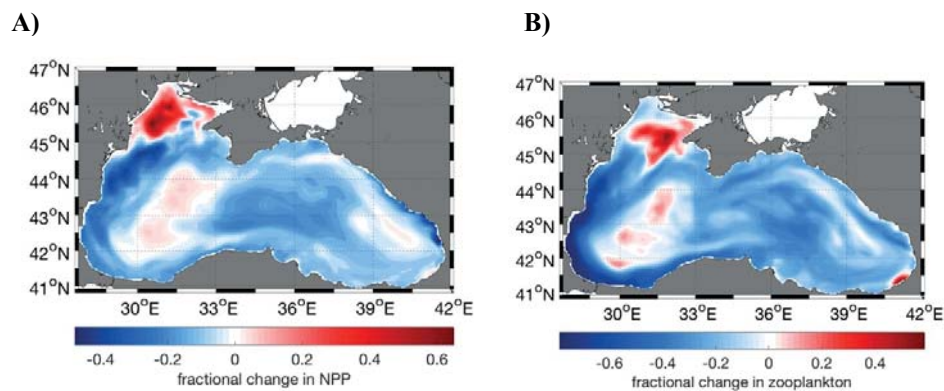 A)
B)
47°N
46°N
45°N
44°N
43°N
42°N
41°N
30°E 33°E 36°E 39°E 42°E
-0.4 -0.2 0 0.2 0.4 0.6
fractional change in NPP
47°N
46°N
45°N
44°N
43°N
42°N
41°N
30°E 33°E 36°E 39°E 42°E
-0.6 -0.4 -0.2 0 0.2 0.4
fractional change in zooplankton